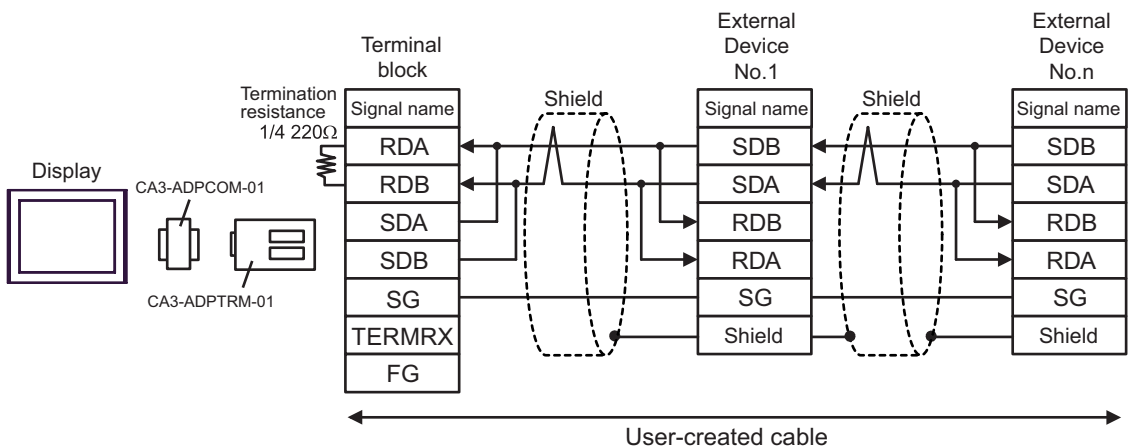 Display
CA3-ADPCOM-01
CA3-ADPTRM-01
Termination
resistance
1/4 220Ω
Terminal
block
Signal name
RDA
RDB
SDA
SDB
SG
TERMRX
FG
Shield
External
Device
No.1
Signal name
SDB
SDA
RDB
RDA
SG
Shield
Shield
External
Device
No.n
Signal name
SDB
SDA
RDB
RDA
SG
Shield
User-created cable